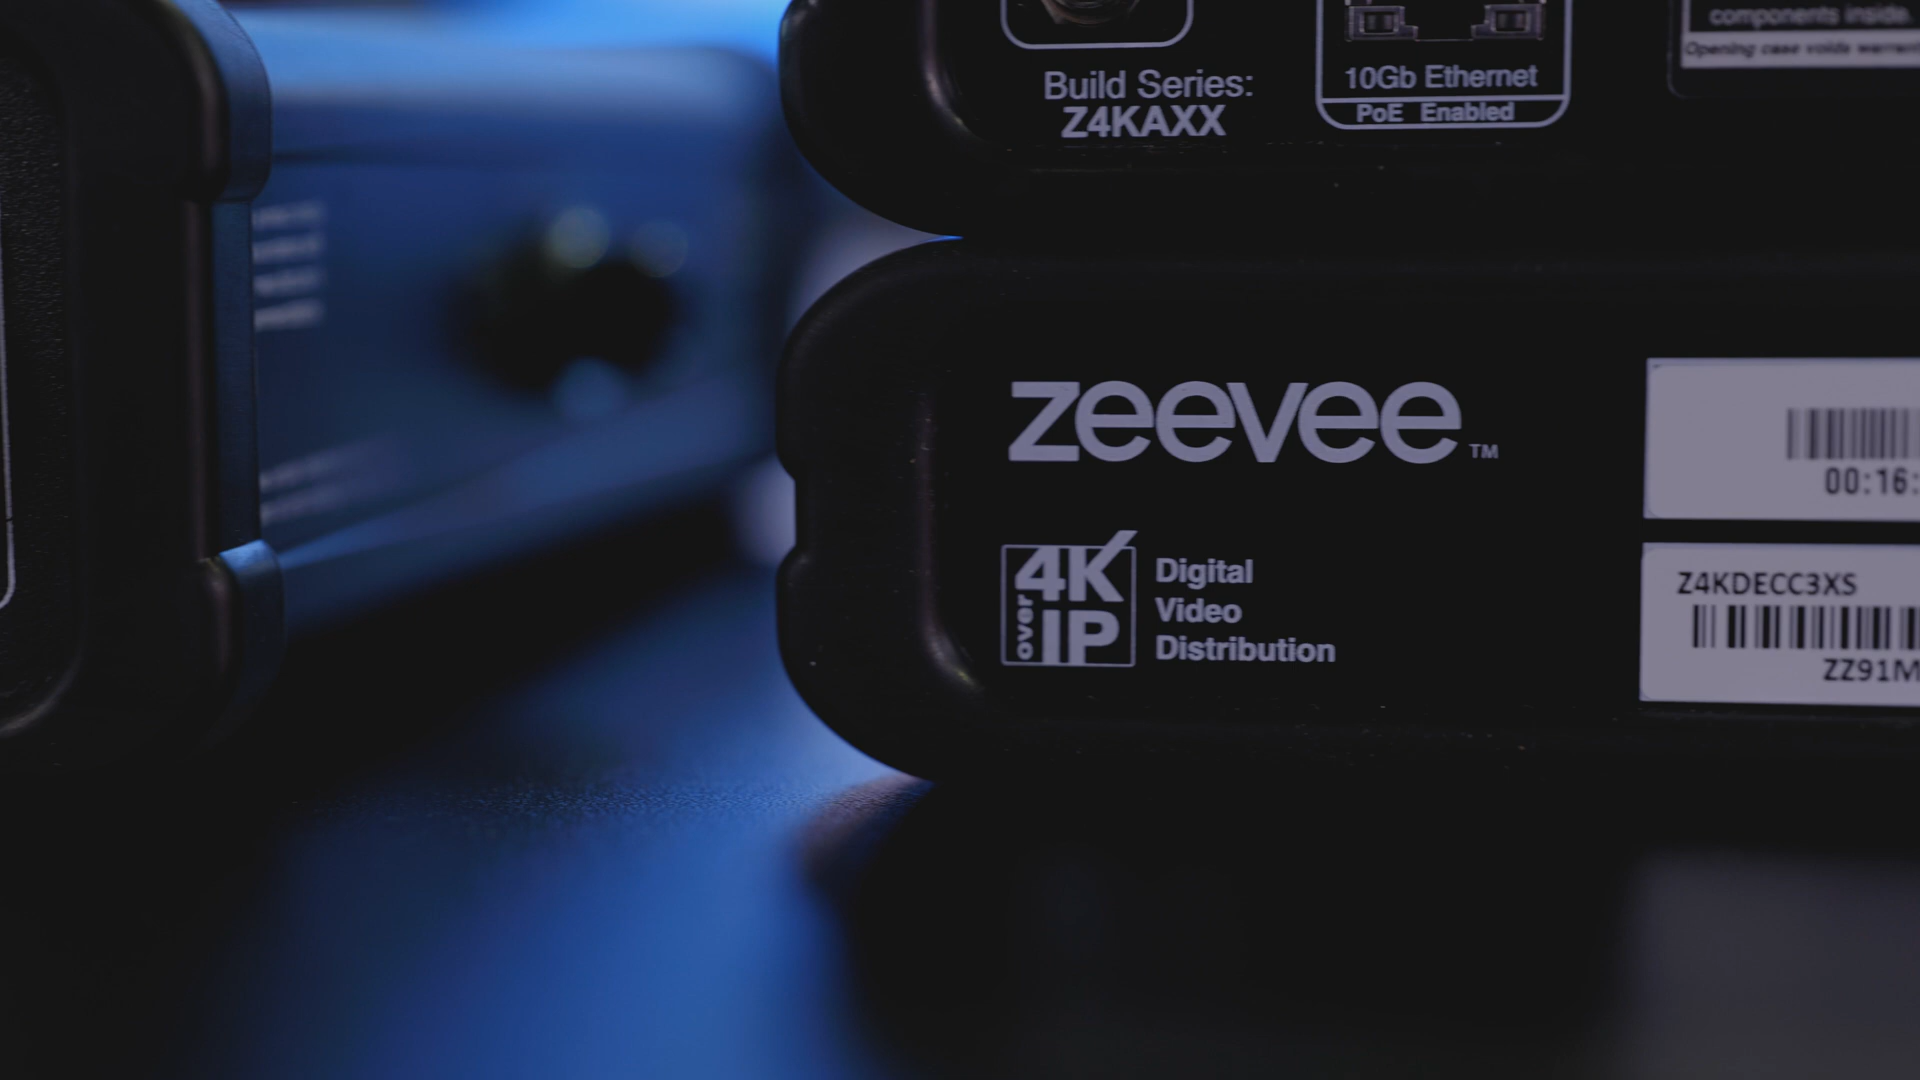 components inside.
Opening case voids warrant
Build Series:
Z4KAXX
10Gb Ethernet
PoE Enabled
zeevee TM
4K over IP
Digital
Video
Distribution
00:16:
Z4KDECC3XS
ZZ91M